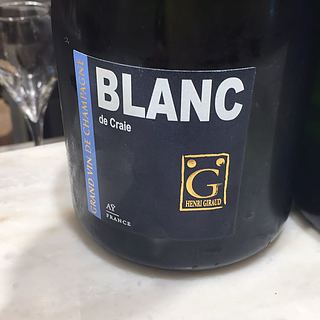 BLANC
de Craie
GRAND VIN DE CHAMPAGNE
G
HENRI GIRAUD
AŸ
FRANCE